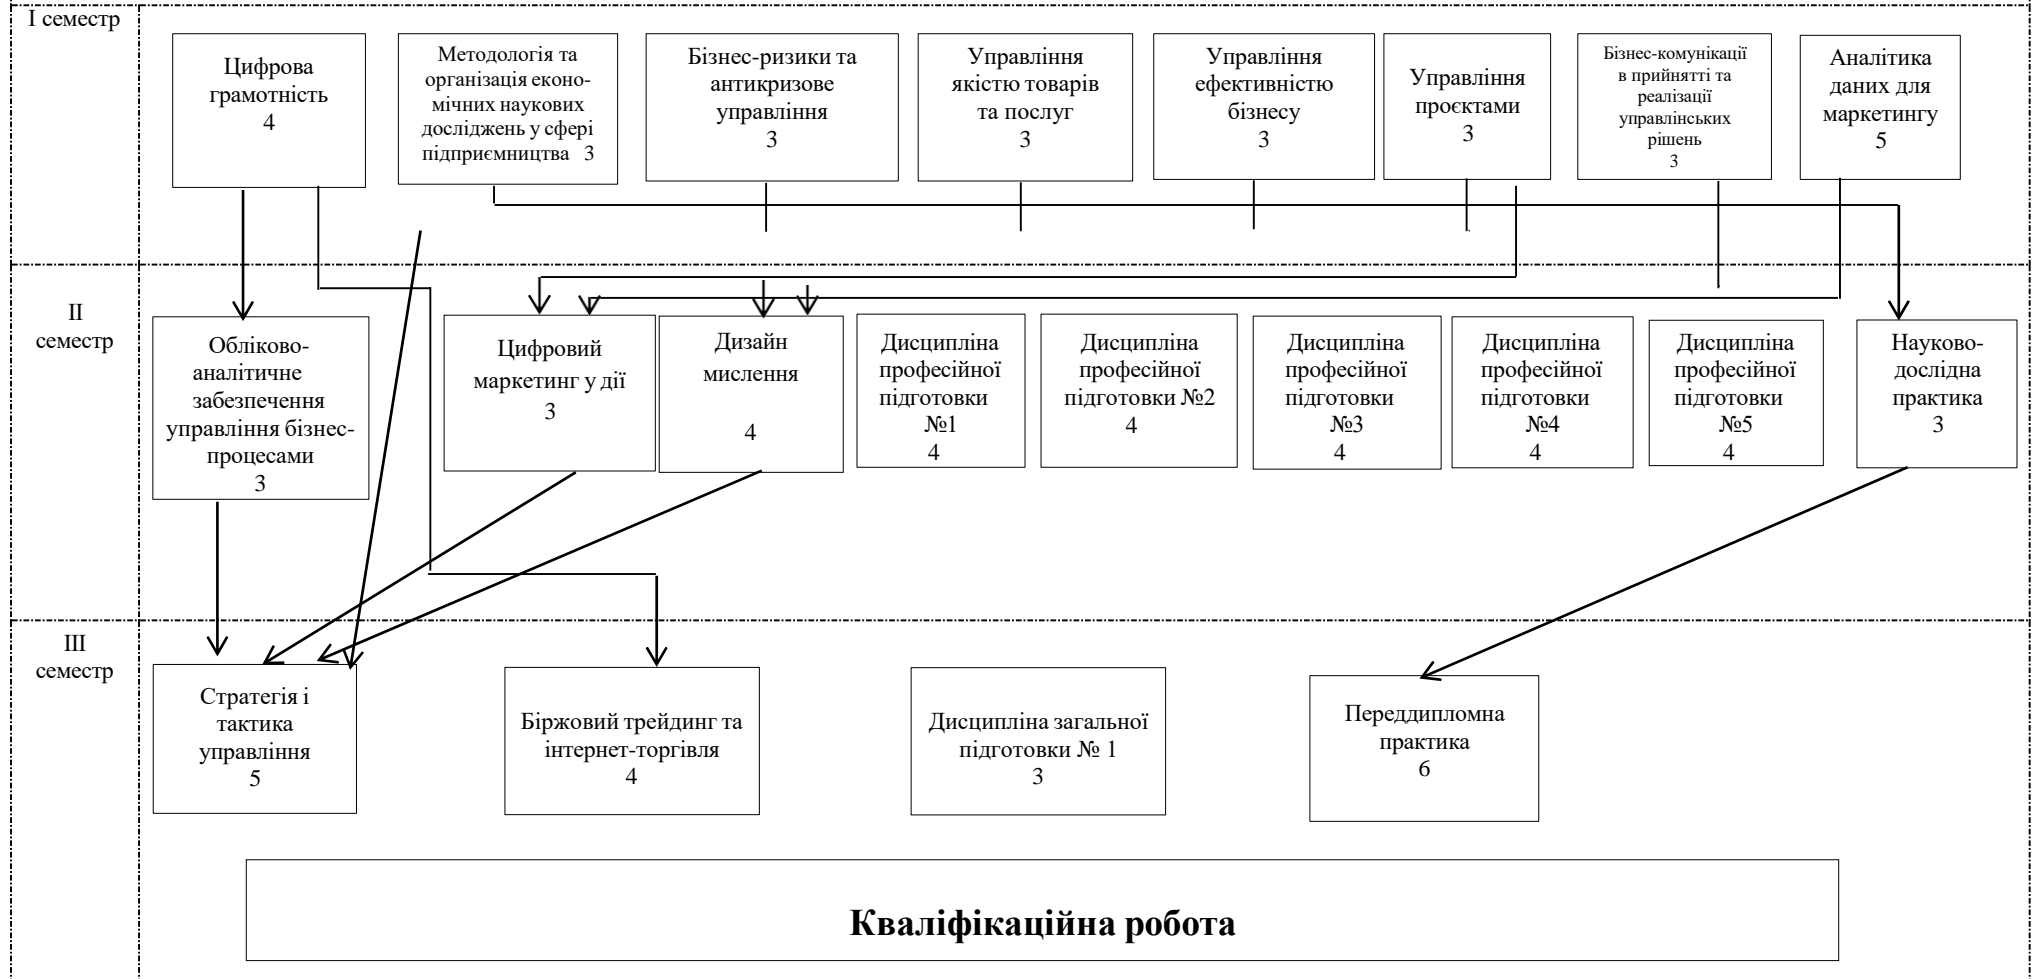 І семестр
Цифрова
грамотність
4
Методологія та
організація еконо-
мічних наукових
досліджень у сфері
підприємництва 3
Бізнес-ризики та
антикризове
управління
3
Управління
якістю товарів
та послуг
3
Управління
ефективністю
бізнесу
3
Управління
проєктами
3
Бізнес-комунікації
в прийнятті та
реалізації
управлінських
рішень
3
Аналітика
даних для
маркетингу
5
ІІ
семестр
Обліково-
аналітичне
забезпечення
управління бізнес-
процесами
3
Цифровий
маркетинг у дії
3
Дизайн
мислення
4
Дисципліна
професійної
підготовки
№1
4
Дисципліна
професійної
підготовки №2
4
Дисципліна
професійної
підготовки
№3
4
Дисципліна
професійної
підготовки
№4
4
Дисципліна
професійної
підготовки
№5
4
Науково-
дослідна
практика
3
ІІІ
семестр
Стратегія і
тактика
управління
5
Біржовий трейдинг та
інтернет-торгівля
4
Дисципліна загальної
підготовки № 1
3
Переддипломна
практика
6
Кваліфікаційна робота